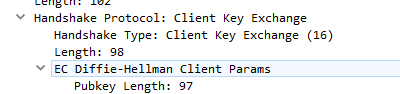 Length: 102
Handshake Protocol: Client Key Exchange
Handshake Type: Client Key Exchange (16)
Length: 98
EC Diffie-Hellman Client Params
Pubkey Length: 97